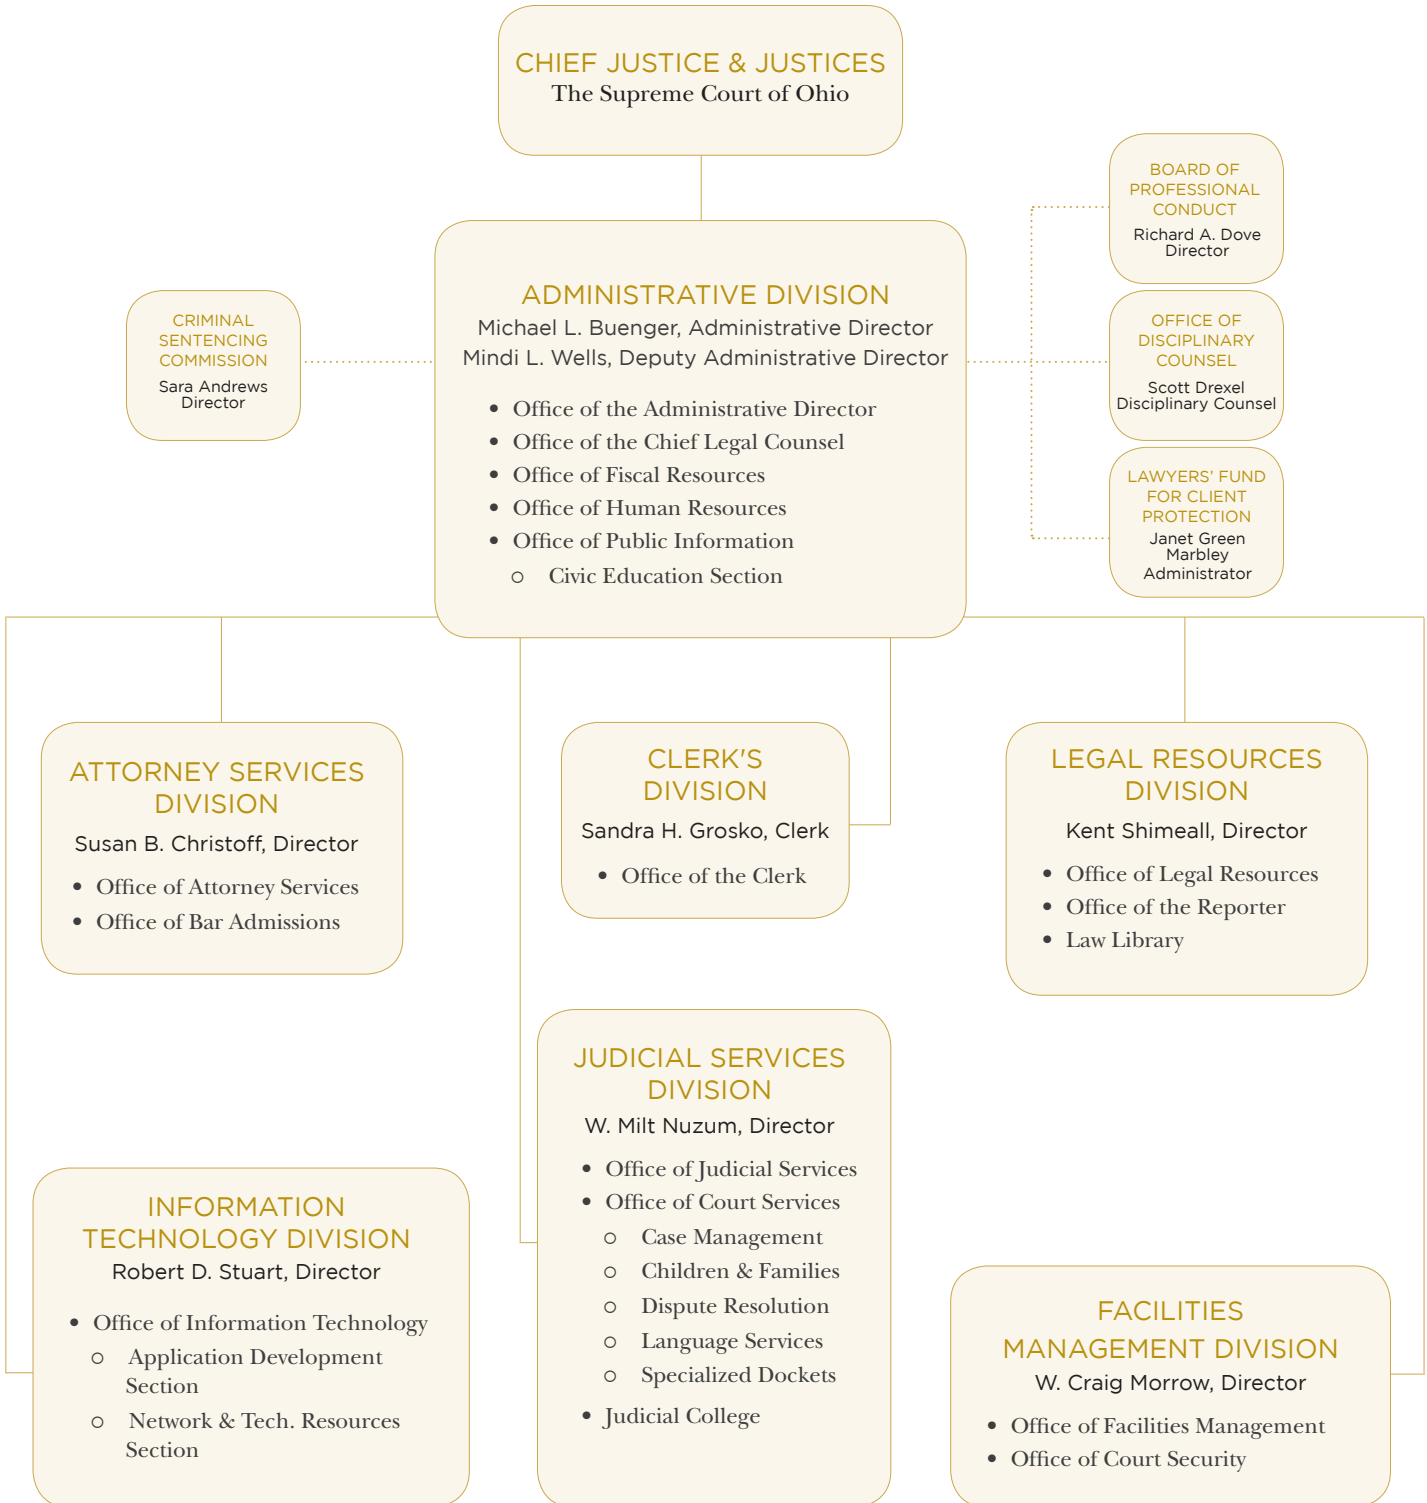 CHIEF JUSTICE & JUSTICES
The Supreme Court of Ohio
BOARD OF
PROFESSIONAL
CONDUCT
Richard A. Dove
Director
ADMINISTRATIVE DIVISION
Michael L. Buenger, Administrative Director
Mindi L. Wells, Deputy Administrative Director
• Office of the Administrative Director
• Office of the Chief Legal Counsel
• Office of Fiscal Resources
• Office of Human Resources
• Office of Public Information
○ Civic Education Section
CRIMINAL
SENTENCING
COMMISSION
Sara Andrews
Director
OFFICE OF
DISCIPLINARY
COUNSEL
Scott Drexel
Disciplinary Counsel
LAWYERS' FUND
FOR CLIENT
PROTECTION
Janet Green
Marbley
Administrator
ATTORNEY SERVICES
DIVISION
Susan B. Christoff, Director
• Office of Attorney Services
• Office of Bar Admissions
CLERK'S
DIVISION
Sandra H. Grosko, Clerk
• Office of the Clerk
LEGAL RESOURCES
DIVISION
Kent Shimeall, Director
• Office of Legal Resources
• Office of the Reporter
• Law Library
JUDICIAL SERVICES
DIVISION
W. Milt Nuzum, Director
• Office of Judicial Services
• Office of Court Services
○ Case Management
○ Children & Families
○ Dispute Resolution
○ Language Services
○ Specialized Dockets
• Judicial College
INFORMATION
TECHNOLOGY DIVISION
Robert D. Stuart, Director
• Office of Information Technology
○ Application Development
Section
○ Network & Tech. Resources
Section
FACILITIES
MANAGEMENT DIVISION
W. Craig Morrow, Director
• Office of Facilities Management
• Office of Court Security